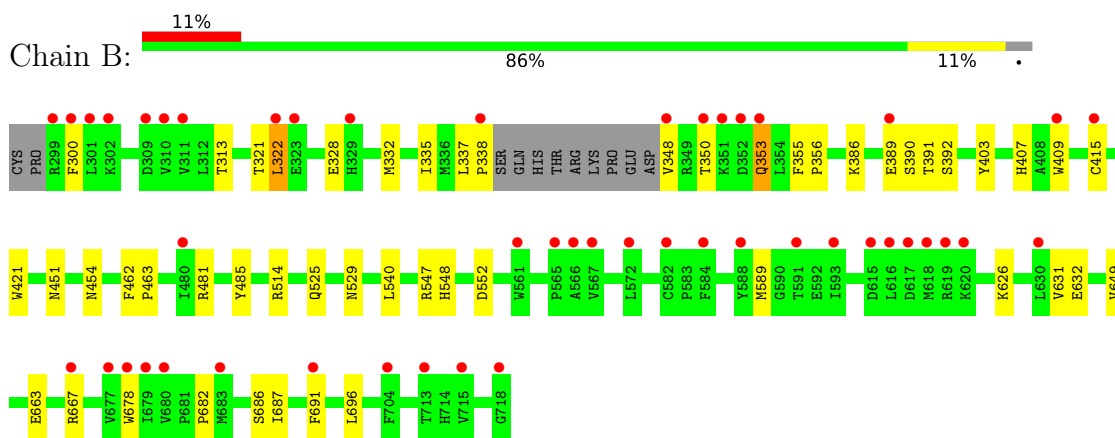 11%
Chain B:
86% 11% •
CYS PRO R299 F300 L301 K302 D309 V310 V311 L312 T313 T321 L322 E323 E328 H329 M332 I335 M336 L337 P338 SER GLN HIS THR ARG LYS PRO GLU ASP V348 R349 T350 K351 D352 Q353 L354 F355 P356 K386 E389 S390 T391 S392 Y403 H407 A408 W409 C415
W421 N451 N454 F462 P463 I480 R481 Y485 R514 Q525 N529 L540 R547 H548 D552 W561 P565 A566 V567 L572 C582 P583 F584 Y588 M589 G590 T591 E592 I593 D615 L616 D617 M618 R619 K620 K626 L630 V631 E632 V649
E663 R667 V677 W678 I679 V680 P681 P682 M683 S686 I687 F691 L696 F704 T713 H714 V715 G718